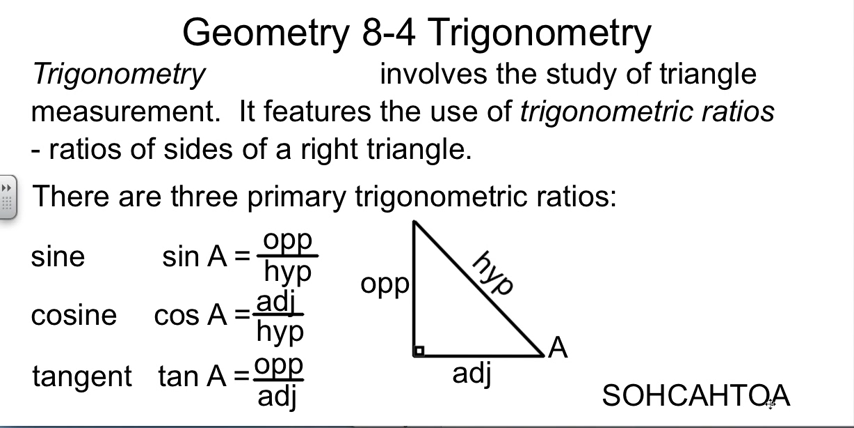 Geometry 8-4 Trigonometry
Trigonometry involves the study of triangle
measurement. It features the use of trigonometric ratios
- ratios of sides of a right triangle.
There are three primary trigonometric ratios:
sine sin A = opp/hyp
cosine cos A = adj/hyp
tangent tan A = opp/adj
opp
hyp
A
adj
SOHCAHTOA